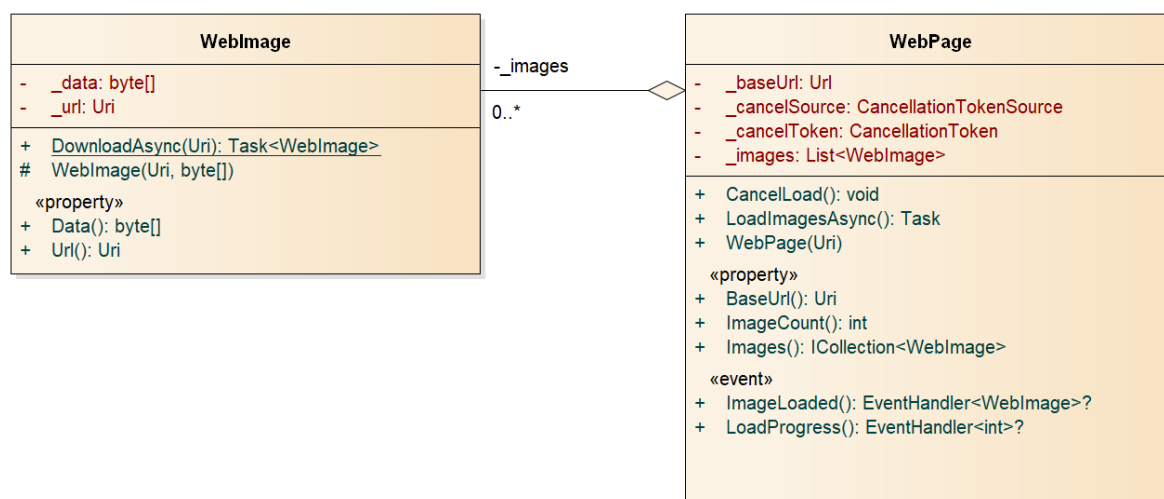 WebImage
- _data: byte[]
- _url: Uri
+ DownloadAsync(Uri): Task<WebImage>
# WebImage(Uri, byte[])
«property»
+ Data(): byte[]
+ Url(): Uri
-_images
0..*
WebPage
- _baseUrl: Url
- _cancelSource: CancellationTokenSource
- _cancelToken: CancellationToken
- _images: List<WebImage>
+ CancelLoad(): void
+ LoadImagesAsync(): Task
+ WebPage(Uri)
«property»
+ BaseUrl(): Uri
+ ImageCount(): int
+ Images(): ICollection<WebImage>
«event»
+ ImageLoaded(): EventHandler<WebImage>?
+ LoadProgress(): EventHandler<int>?